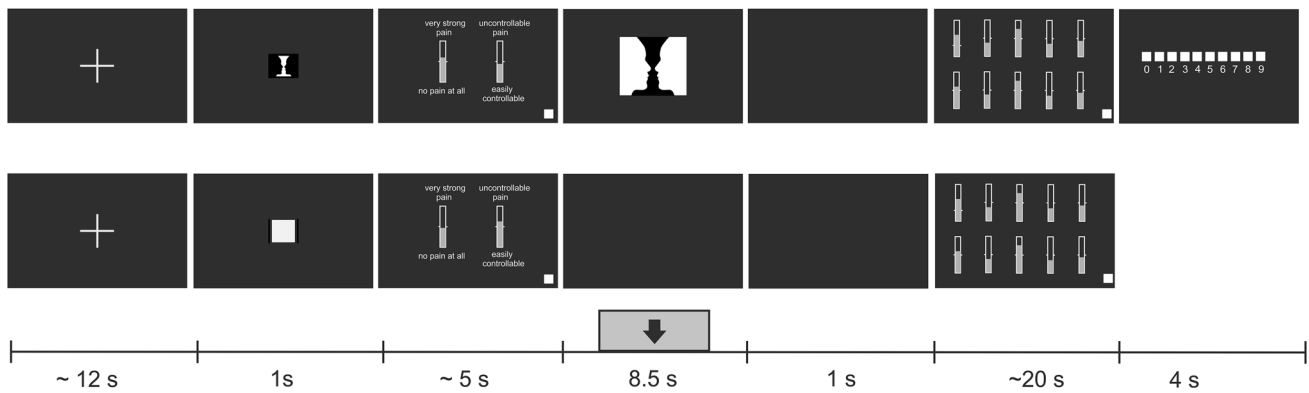 very strong pain
uncontrollable pain
no pain at all
easily controllable
0 1 2 3 4 5 6 7 8 9
very strong pain
uncontrollable pain
no pain at all
easily controllable
~ 12 s
1s
~ 5 s
8.5 s
1 s
~20 s
4 s